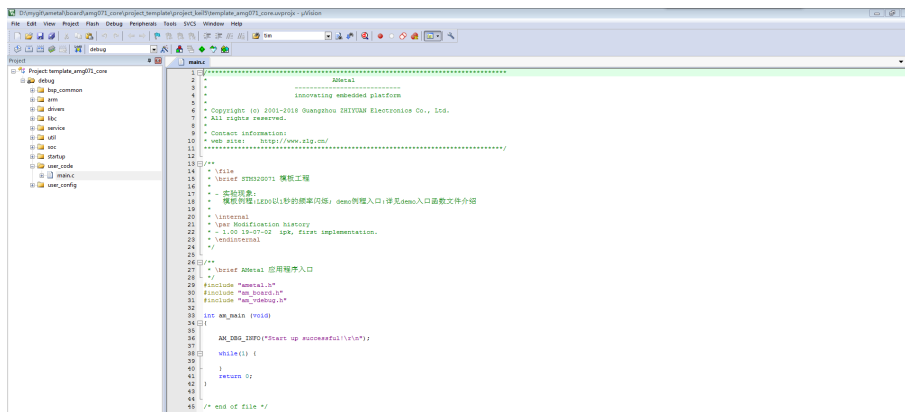 D:\mygit\ametal\board\amg071_core\project_template\project_keil5\template_amg071_core.uvprojx - µVision
File Edit View Project Flash Debug Peripherals Tools SVCS Window Help
5m
debug
Project
main.c
Project: template_amg071_core
debug
bsp_common
arm
drivers
libc
service
util
soc
startup
user_code
main.c
user_config
1 /*******************************************************************************
2 * AMetal
3 * ----------------------------
4 * innovating embedded platform
5 *
6 * Copyright (c) 2001-2018 Guangzhou ZHIYUAN Electronics Co., Ltd.
7 * All rights reserved.
8 *
9 * Contact information:
10 * web site: http://www.zlg.cn/
11 *******************************************************************************/
12
13 /**
14 * \file
15 * \brief STM32G071 模板工程
16 *
17 * - 实验现象:
18 * 模板例程:LED0以1秒的频率闪烁; demo例程入口:详见demo入口函数文件介绍
19 *
20 * \internal
21 * \par Modification history
22 * - 1.00 19-07-02 ipk, first implementation.
23 * \endinternal
24 */
25
26 /**
27 * \brief AMetal 应用程序入口
28 */
29 #include "ametal.h"
30 #include "am_board.h"
31 #include "am_vdebug.h"
32
33 int am_main (void)
34 {
35
36 AM_DBG_INFO("Start up successful!\r\n");
37
38 while(1) {
39
40 }
41 return 0;
42 }
43
44
45 /* end of file */